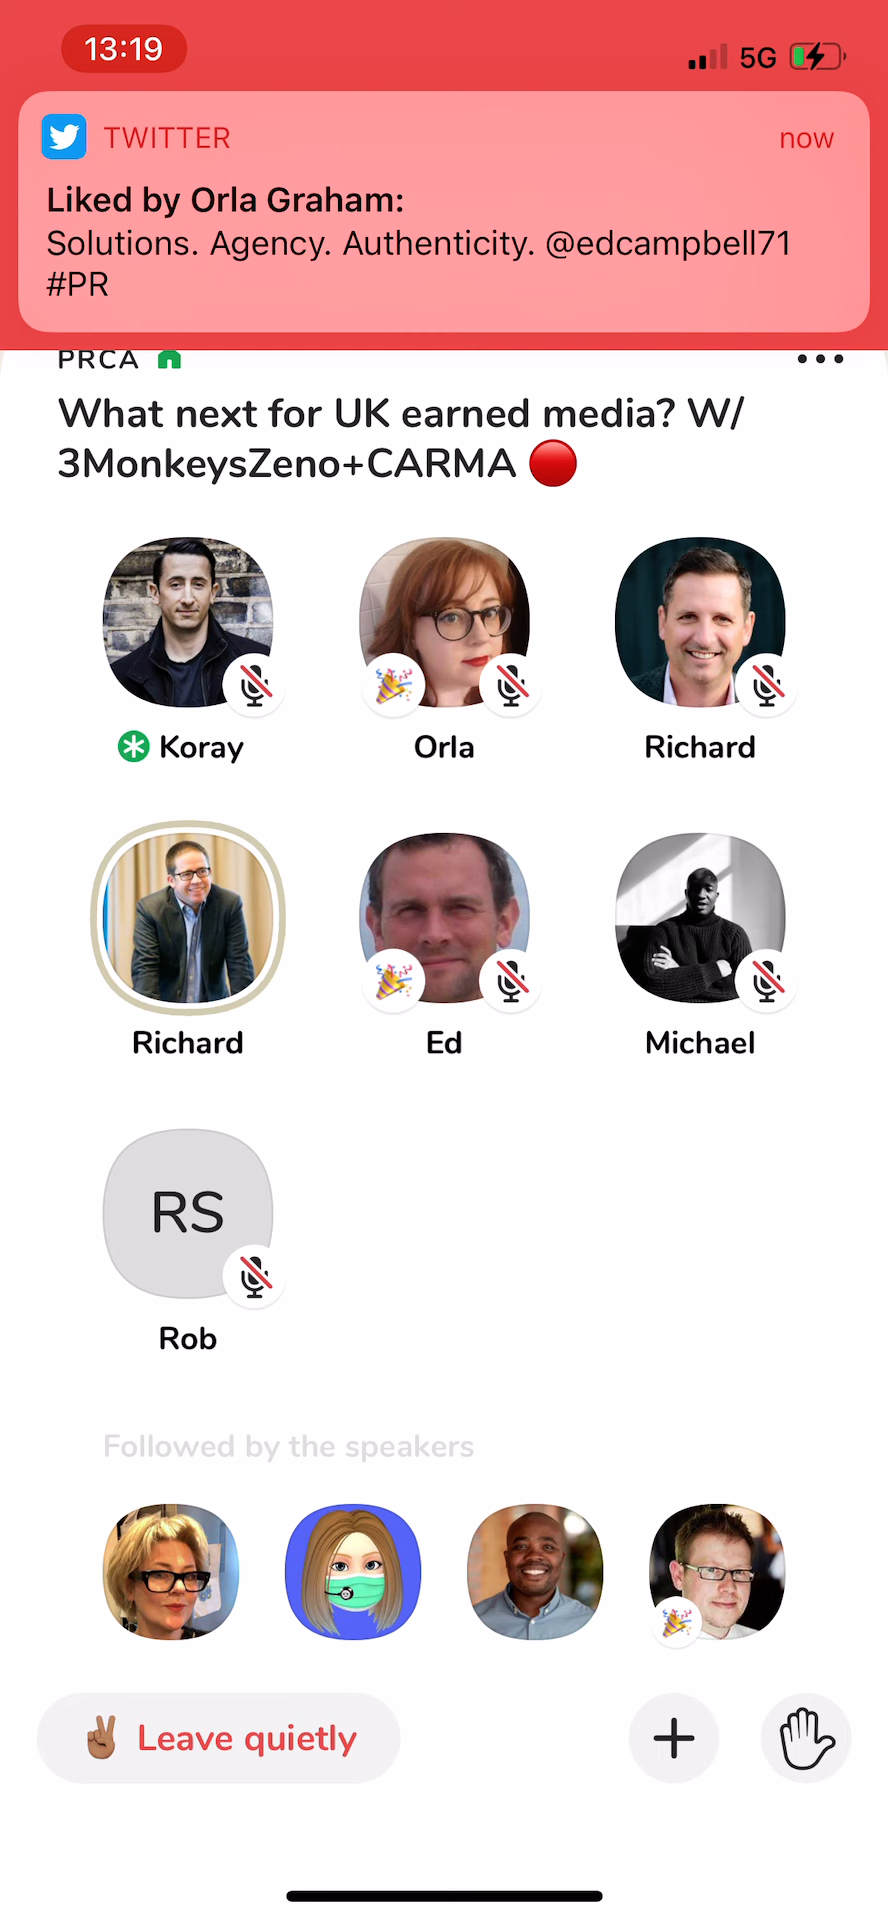 13:19
5G
TWITTER
now
Liked by Orla Graham:
Solutions. Agency. Authenticity. @edcampbell71
#PR
PRCA
What next for UK earned media? W/
3MonkeysZeno+CARMA
Koray
Orla
Richard
Richard
Ed
Michael
RS
Rob
Followed by the speakers
Leave quietly